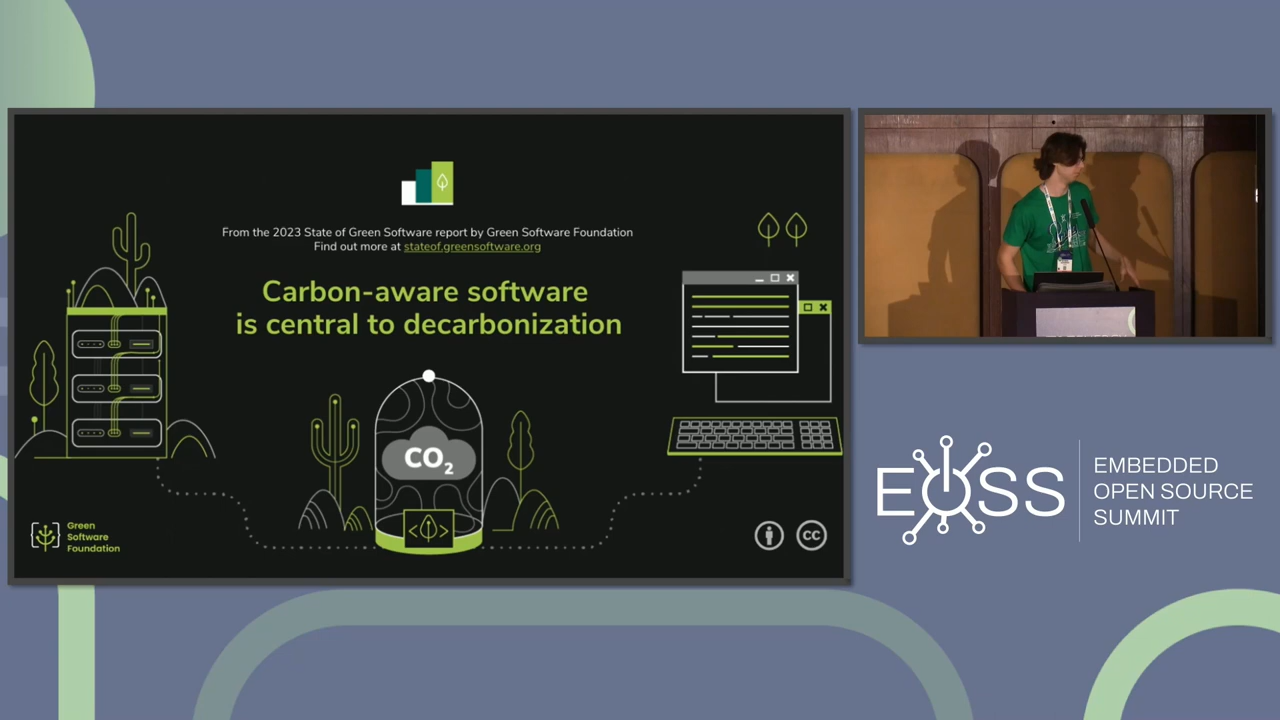 From the 2023 State of Green Software report by Green Software Foundation
Find out more at stateof.greensoftware.org
Carbon-aware software
is central to decarbonization
CO2
Green
Software
Foundation
CC
EOSS
EMBEDDED
OPEN SOURCE
SUMMIT